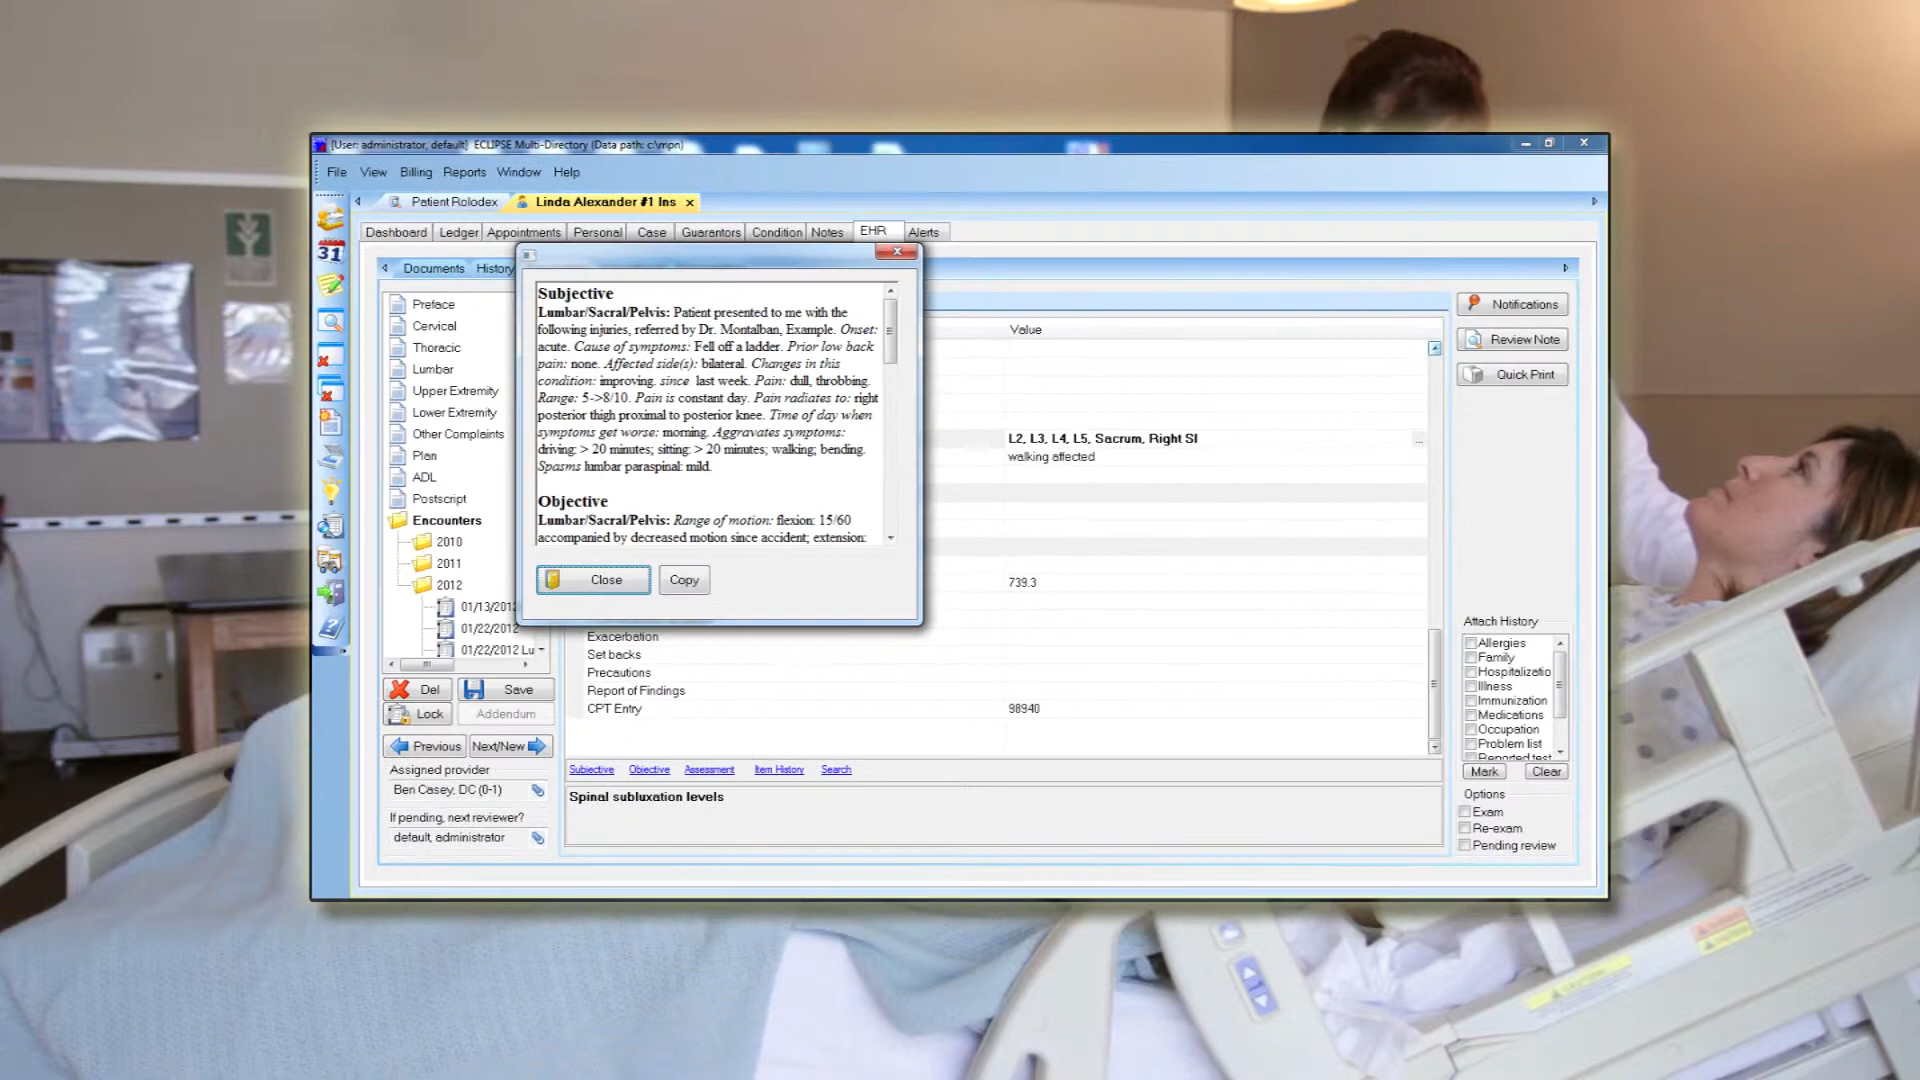 [User: administrator, default] ECLIPSE Multi-Directory (Data path: c:\mpn)
File View Billing Reports Window Help
Patient Rolodex Linda Alexander #1 Ins
Dashboard Ledger Appointments Personal Case Guarantors Condition Notes EHR Alerts
31
Documents History
Preface
Cervical
Thoracic
Lumbar
Upper Extremity
Lower Extremity
Other Complaints
Plan
ADL
Postscript
Encounters
2010
2011
2012
01/13/2012
01/22/2012
01/22/2012 Lu
Del Save
Lock Addendum
Previous Next/New
Assigned provider
Ben Casey, DC (0-1)
If pending, next reviewer?
default, administrator
Subjective
Lumbar/Sacral/Pelvis: Patient presented to me with the
following injuries, referred by Dr. Montalban, Example. Onset:
acute. Cause of symptoms: Fell off a ladder. Prior low back
pain: none. Affected side(s): bilateral. Changes in this
condition: improving. since last week. Pain: dull, throbbing.
Range: 5->8/10. Pain is constant day. Pain radiates to: right
posterior thigh proximal to posterior knee. Time of day when
symptoms get worse: morning. Aggravates symptoms:
driving: > 20 minutes; sitting: > 20 minutes; walking; bending.
Spasms lumbar paraspinal: mild.
Objective
Lumbar/Sacral/Pelvis: Range of motion: flexion: 15/60
accompanied by decreased motion since accident; extension:
Close Copy
Value
L2, L3, L4, L5, Sacrum, Right SI
...
walking affected
739.3
Exacerbation
Set backs
Precautions
Report of Findings
CPT Entry 98940
Subjective Objective Assessment Item History Search
Spinal subluxation levels
Notifications
Review Note
Quick Print
Attach History
Allergies
Family
Hospitalizatio
Illness
Immunization
Medications
Occupation
Problem list
Reported test
Mark Clear
Options
Exam
Re-exam
Pending review